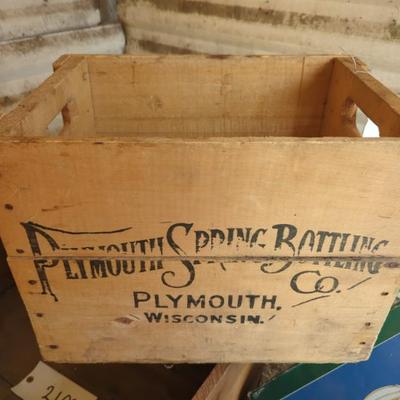 Plymouth Spring Bottling
Co.
Plymouth,
Wisconsin.